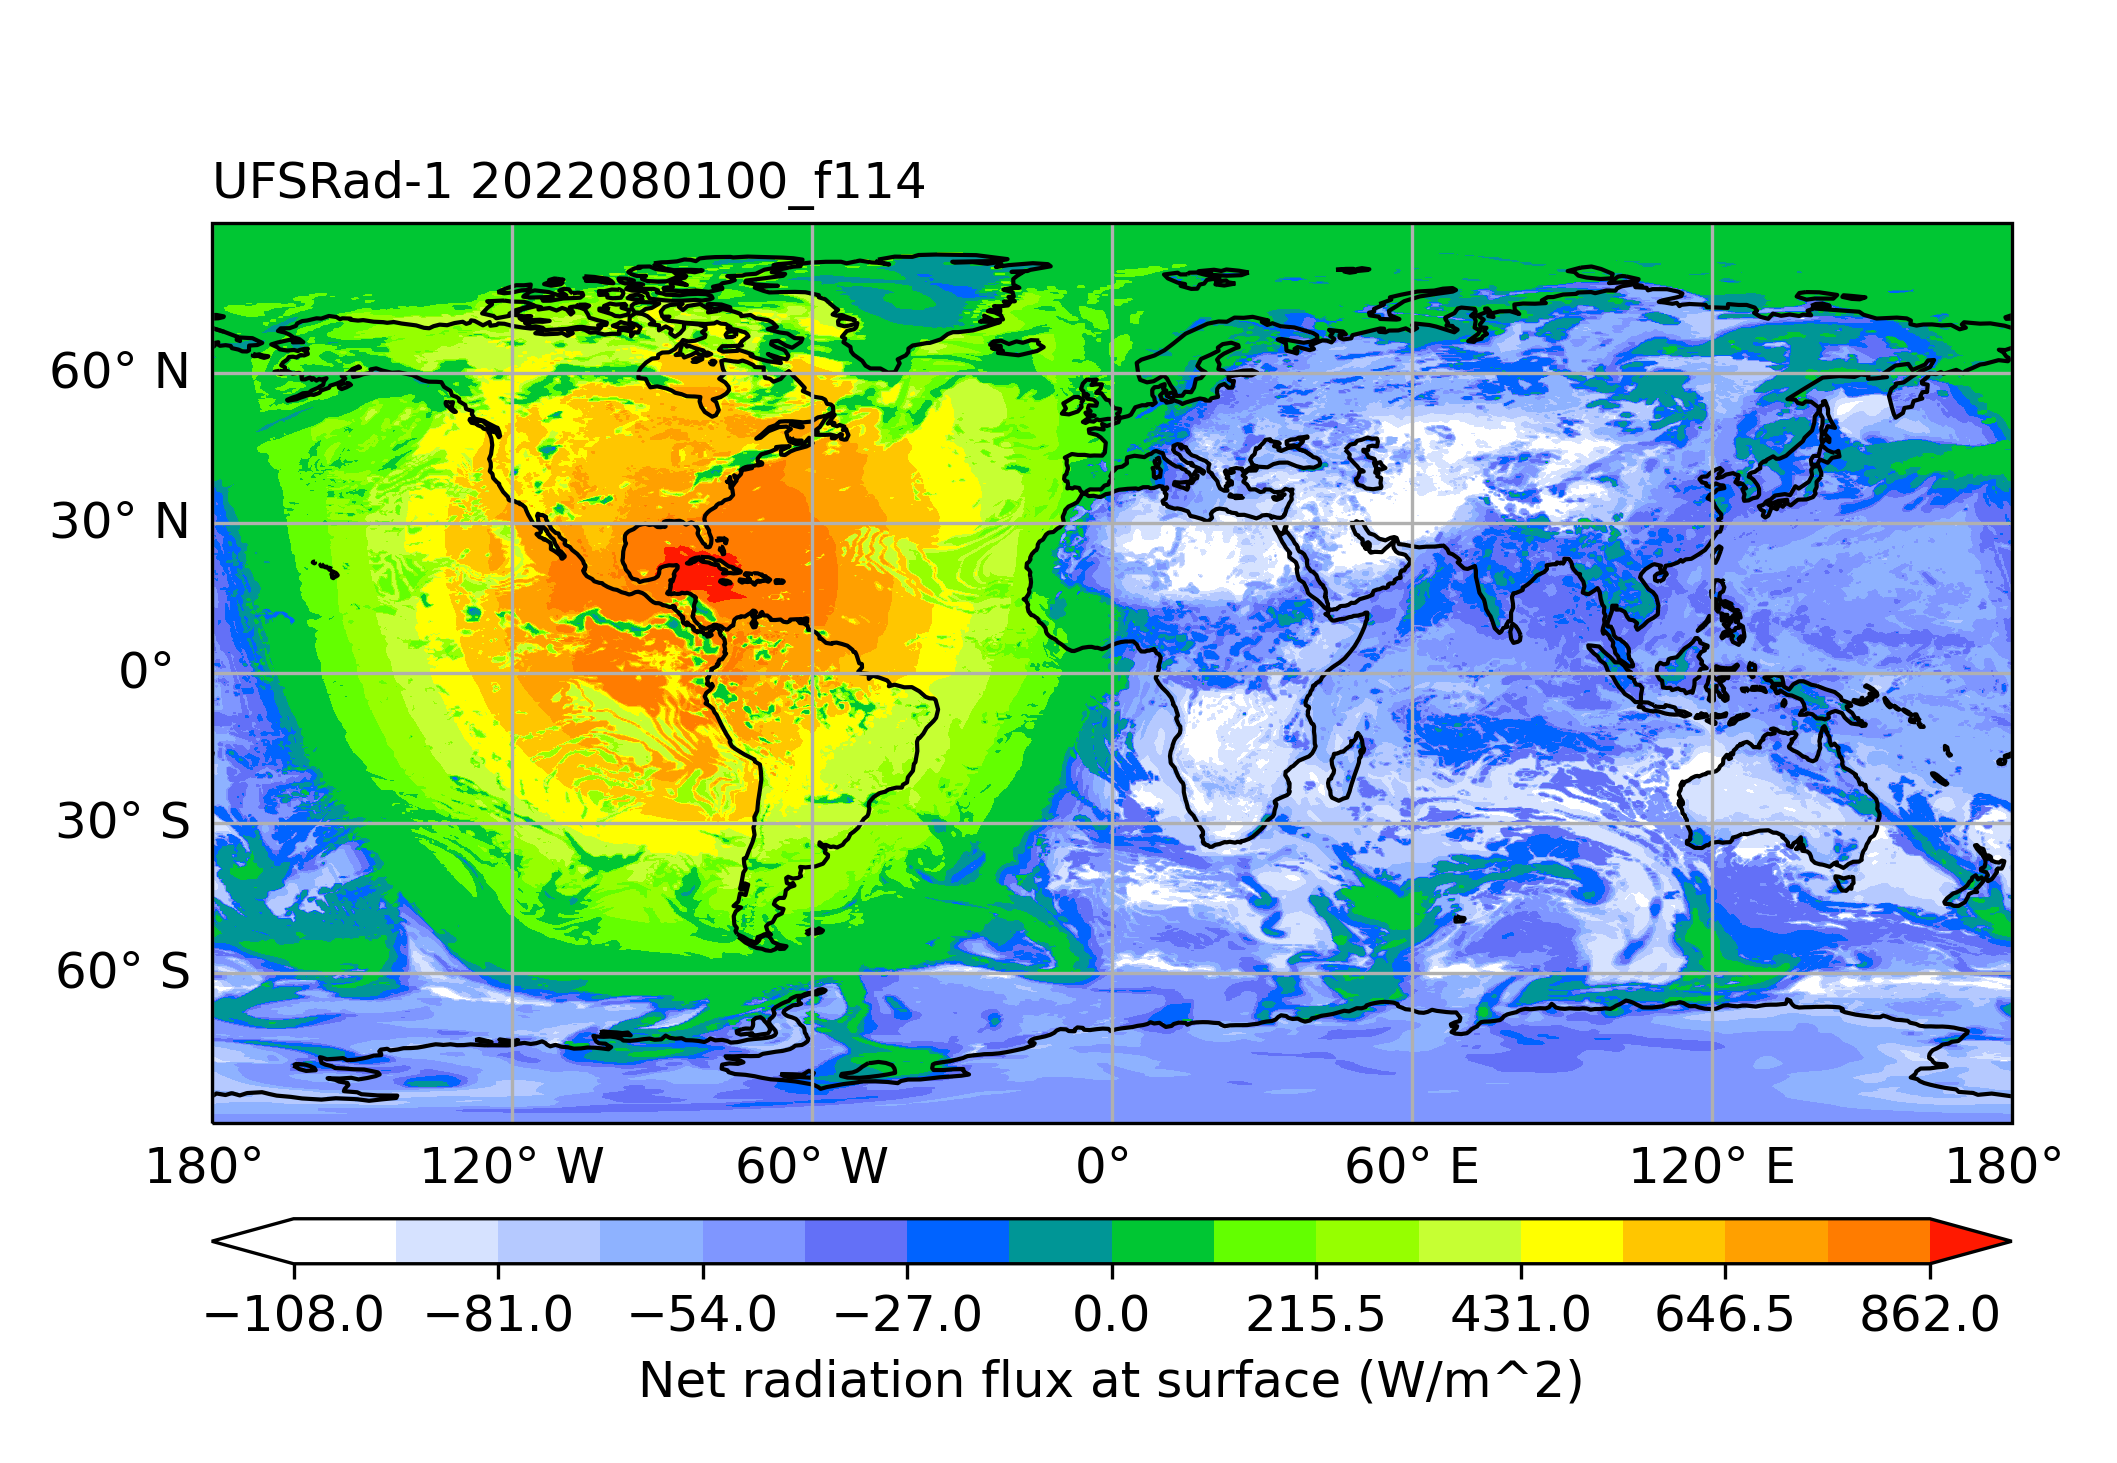 UFSRad-1 2022080100_f114
60° N
30° N
0°
30° S
60° S
180° 120° W 60° W 0° 60° E 120° E 180°
−108.0 −81.0 −54.0 −27.0 0.0 215.5 431.0 646.5 862.0
Net radiation flux at surface (W/m^2)